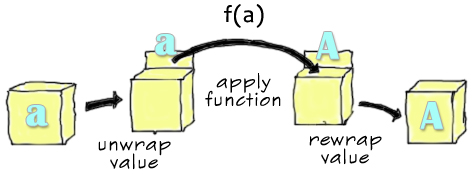 f(a)
a
A
a
apply
function
A
unwrap
value
rewrap
value